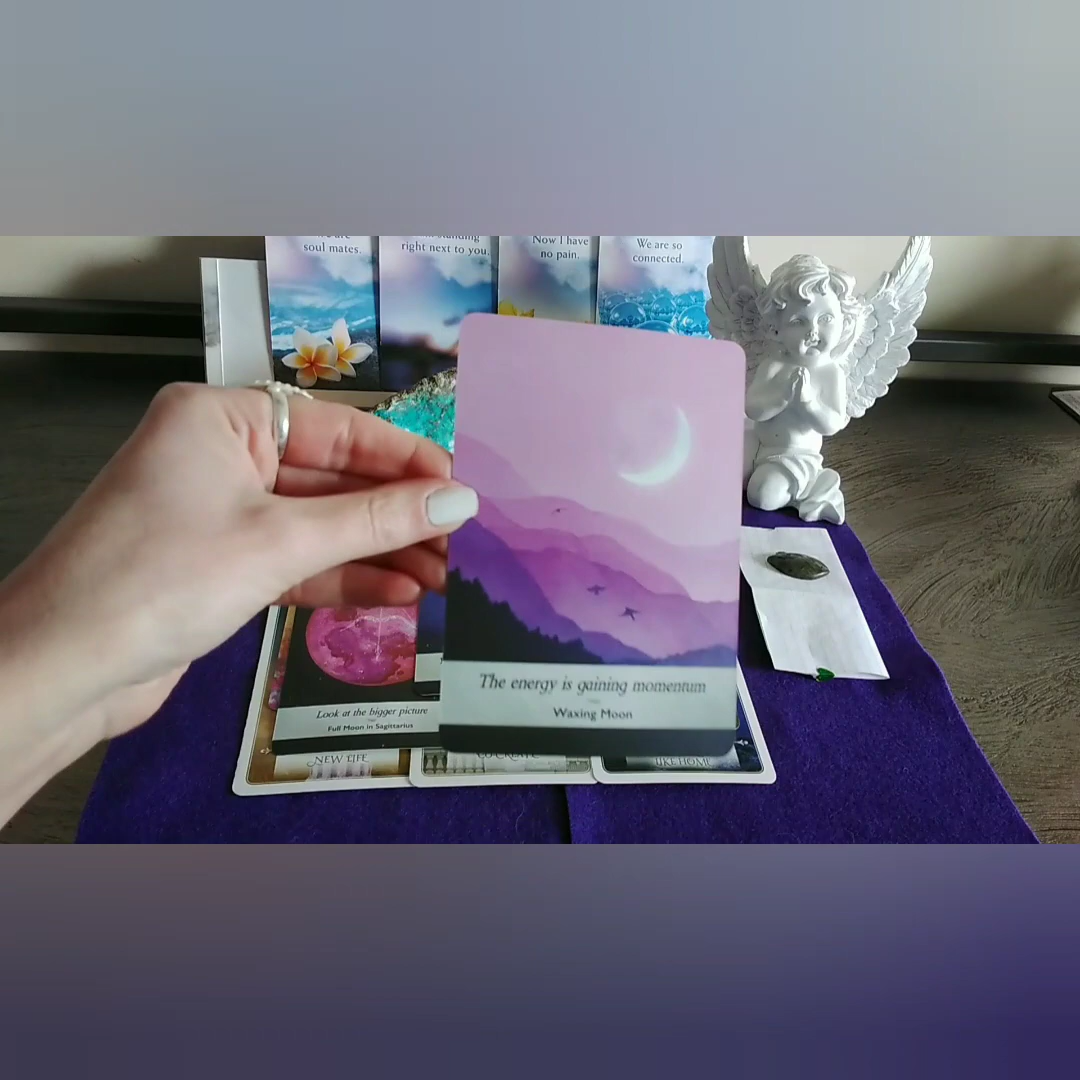 soul mates.
right next to you.
Now I have
no pain.
We are so
connected.
The energy is gaining momentum
Waxing Moon
Look at the bigger picture
Full Moon in Sagittarius
NEW LIFE